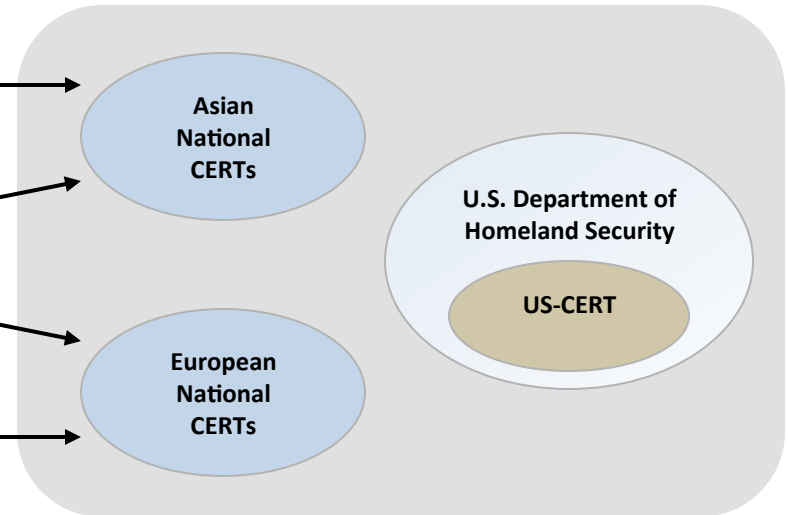 Asian
National
CERTs
U.S. Department of
Homeland Security
US-CERT
European
National
CERTs